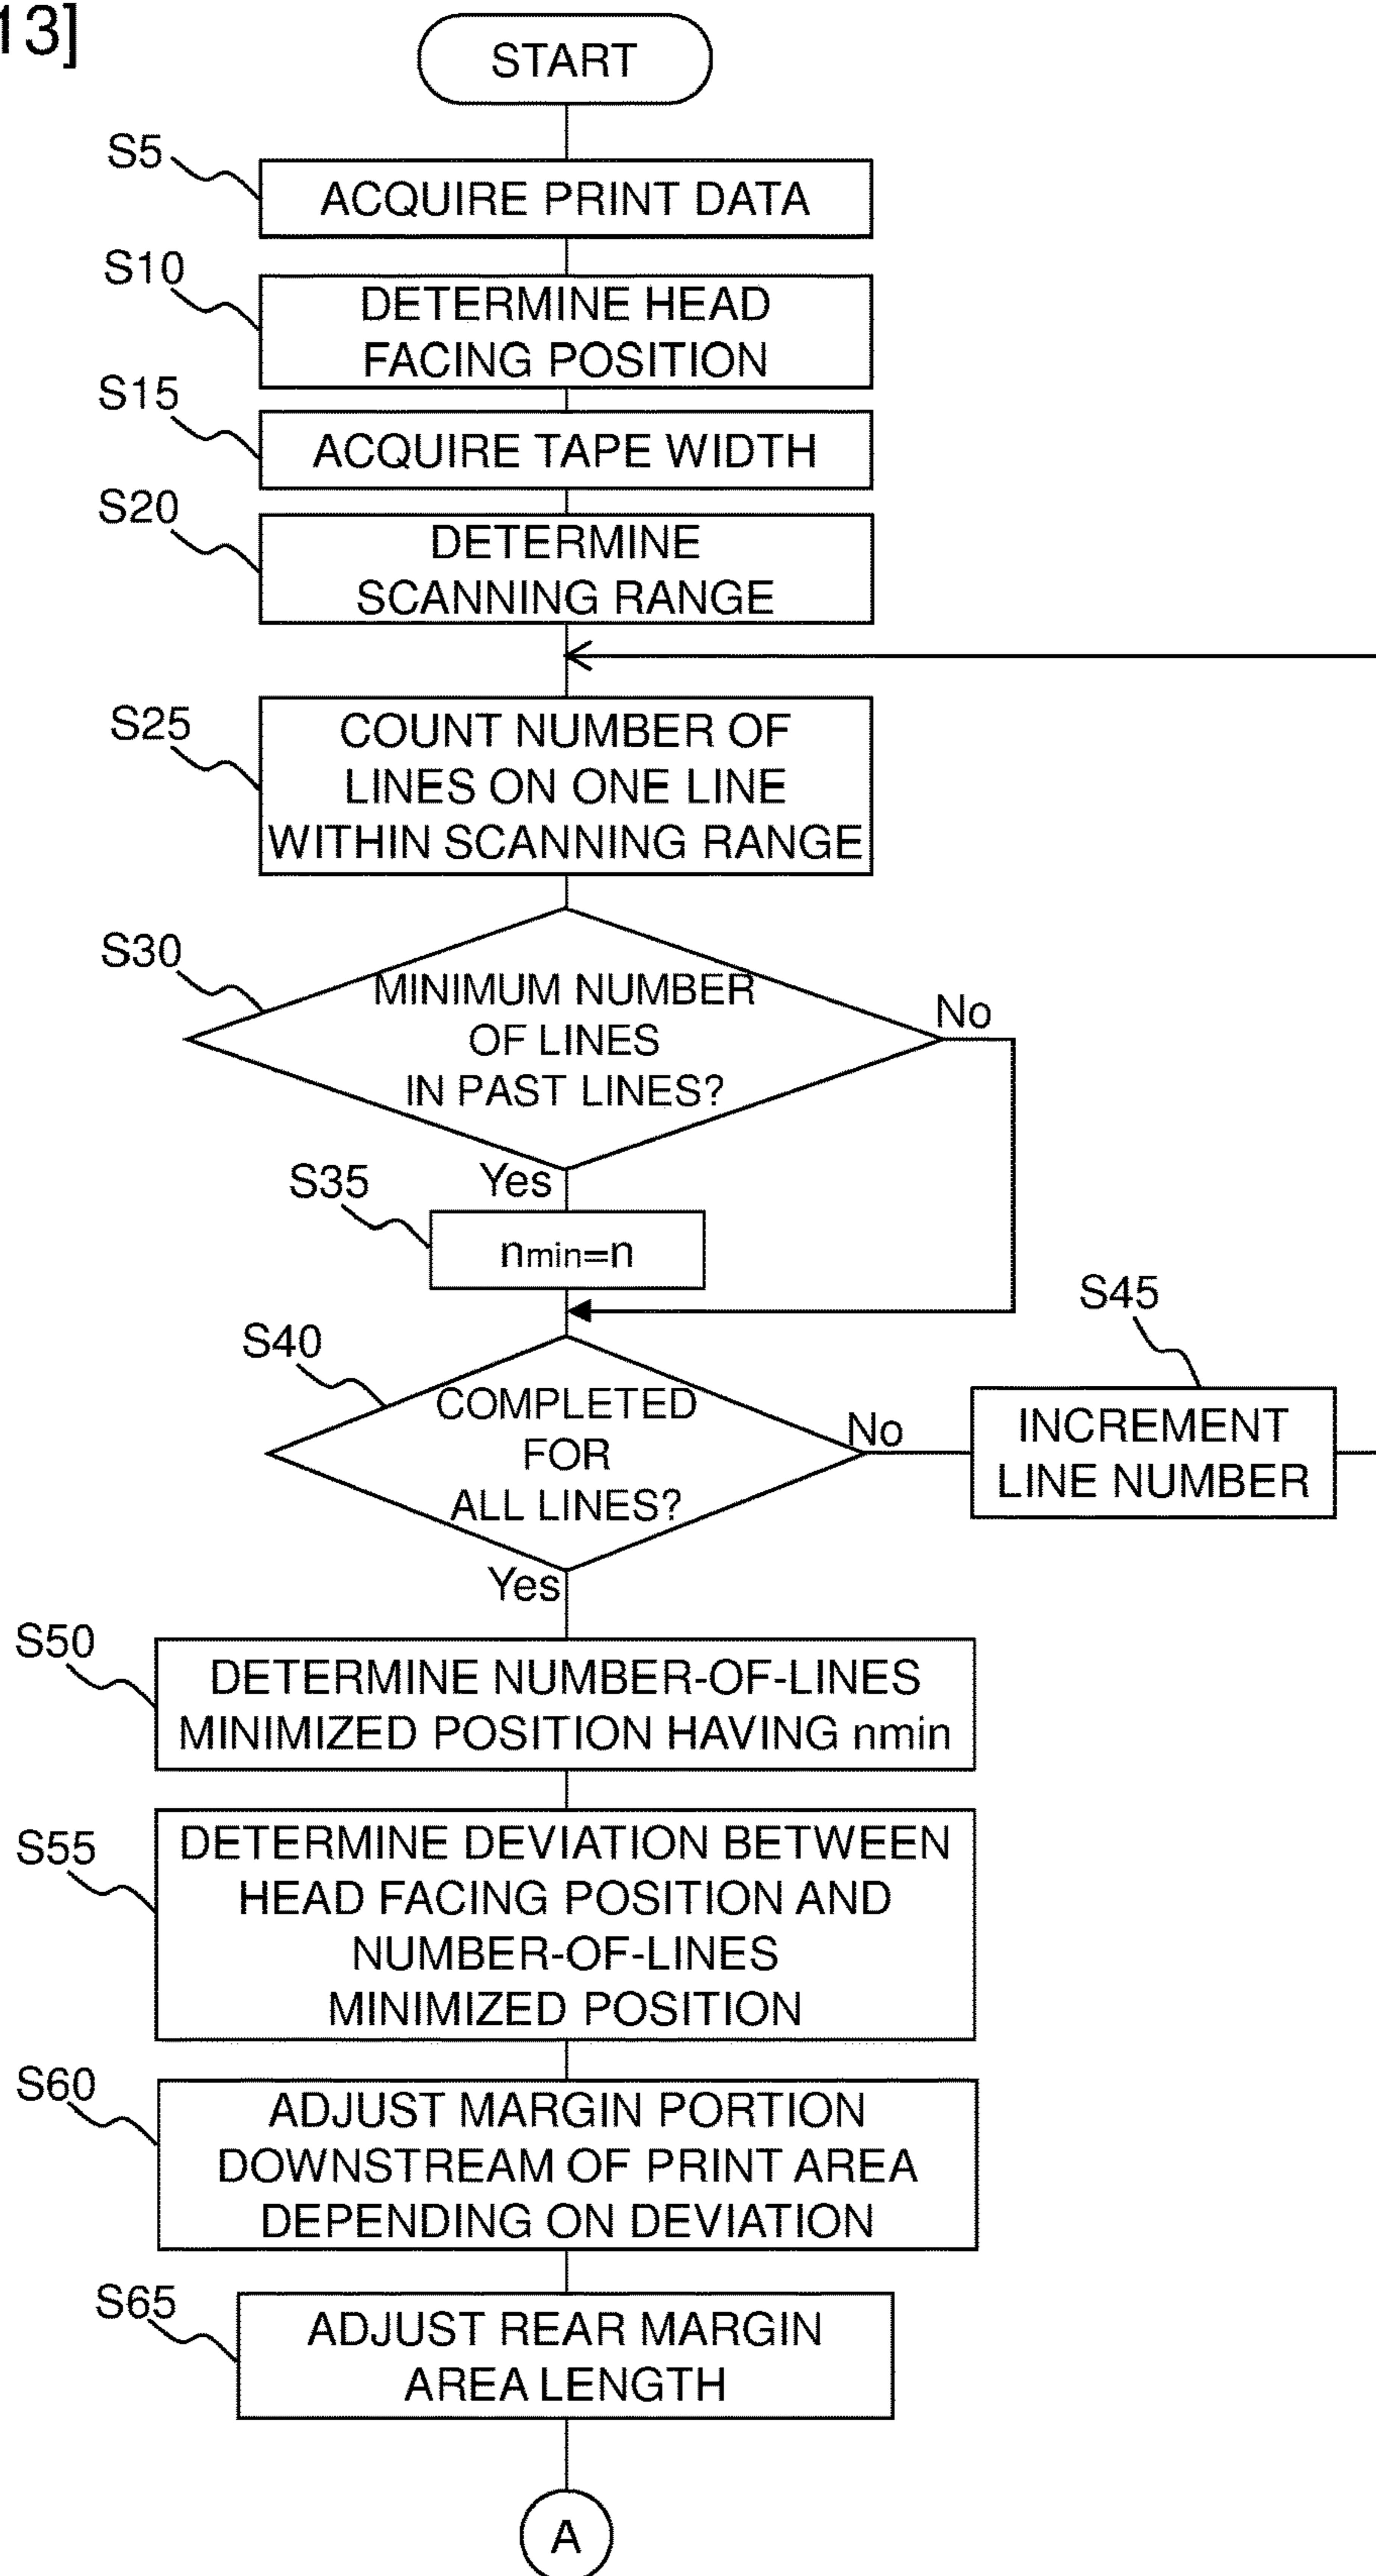 13]
START
S5
ACQUIRE PRINT DATA
S10
DETERMINE HEAD
FACING POSITION
S15
ACQUIRE TAPE WIDTH
S20
DETERMINE
SCANNING RANGE
S25
COUNT NUMBER OF
LINES ON ONE LINE
WITHIN SCANNING RANGE
S30
MINIMUM NUMBER
OF LINES
IN PAST LINES?
No
Yes
S35
nmin=n
S40
COMPLETED
FOR
ALL LINES?
No
S45
INCREMENT
LINE NUMBER
Yes
S50
DETERMINE NUMBER-OF-LINES
MINIMIZED POSITION HAVING nmin
S55
DETERMINE DEVIATION BETWEEN
HEAD FACING POSITION AND
NUMBER-OF-LINES
MINIMIZED POSITION
S60
ADJUST MARGIN PORTION
DOWNSTREAM OF PRINT AREA
DEPENDING ON DEVIATION
S65
ADJUST REAR MARGIN
AREA LENGTH
A